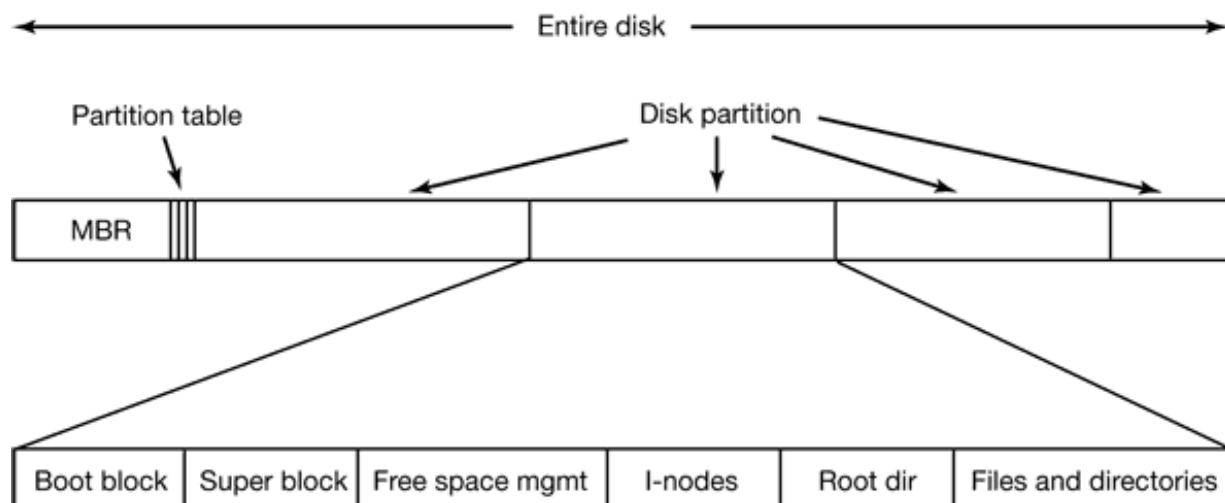 Entire disk
Partition table
Disk partition
MBR
Boot block
Super block
Free space mgmt
I-nodes
Root dir
Files and directories